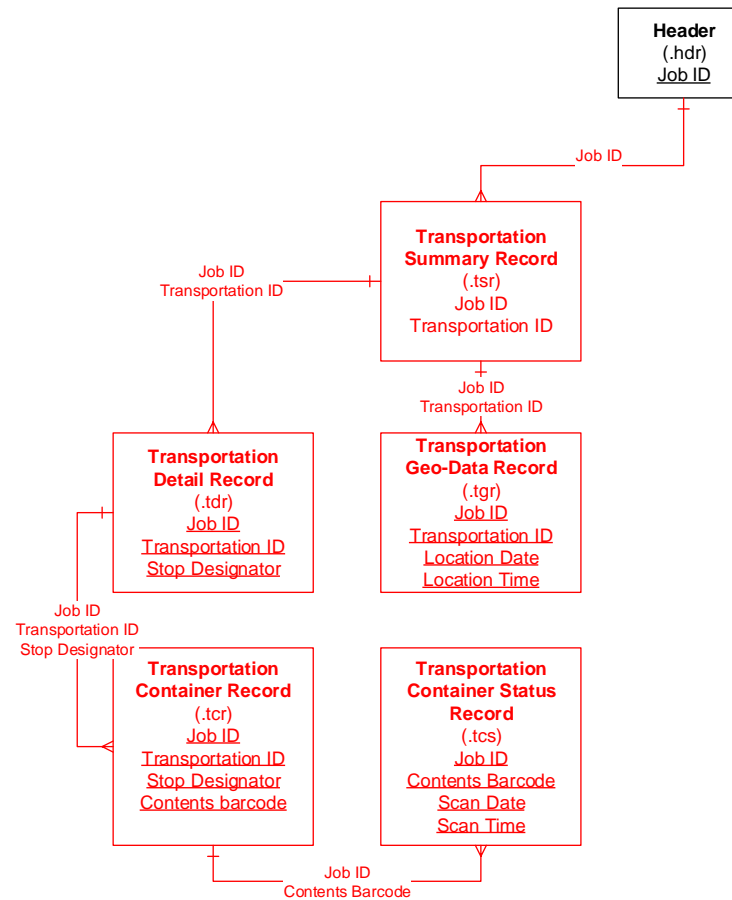 Header
(.hdr)
Job ID
Job ID
Transportation
Summary Record
(.tsr)
Job ID
Transportation ID
Job ID
Transportation ID
Job ID
Transportation ID
Transportation
Detail Record
(.tdr)
Job ID
Transportation ID
Stop Designator
Transportation
Geo-Data Record
(.tgr)
Job ID
Transportation ID
Location Date
Location Time
Job ID
Transportation ID
Stop Designator
Transportation
Container Record
(.tcr)
Job ID
Transportation ID
Stop Designator
Contents barcode
Transportation
Container Status
Record
(.tcs)
Job ID
Contents Barcode
Scan Date
Scan Time
Job ID
Contents Barcode